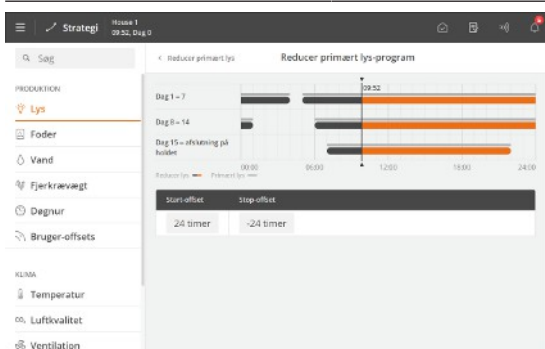 Strategi
House 1
09:52, Dag 0
Søg
Reducer primært lys
Reducer primært lys-program
PRODUKTION
Lys
Foder
Vand
Fjerkrævægt
Døgnur
Bruger-offsets
KLIMA
Temperatur
CO₂ Luftkvalitet
Ventilation
09:52
Dag 1 – 7
Dag 8 – 14
Dag 15 – afslutning på
holdet
00:00 06:00 12:00 18:00 24:00
Reducer lys Primært lys
Start-offset Stop-offset
24 timer -24 timer